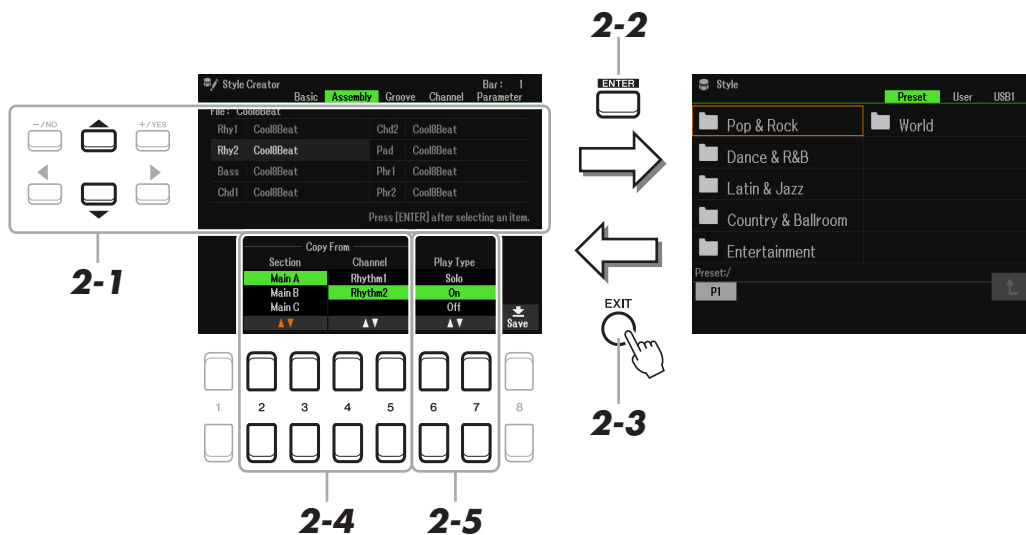 2-2
ENTER
Style Creator Bar: 1
Basic Assembly Groove Channel Parameter
File: Cool8Beat
Rhy1 Cool8Beat Chd2 Cool8Beat
Rhy2 Cool8Beat Pad Cool8Beat
Bass Cool8Beat Phr1 Cool8Beat
Chd1 Cool8Beat Phr2 Cool8Beat
Press [ENTER] after selecting an item.
-/NO +/YES
2-1
Copy From
Section Channel Play Type
Main A Rhythm1 Solo
Main B Rhythm2 On
Main C Off
Save
1 2 3 4 5 6 7 8
2-4 2-5
EXIT
2-3
Style
Preset User USB1
Pop & Rock World
Dance & R&B
Latin & Jazz
Country & Ballroom
Entertainment
Preset:/
P1